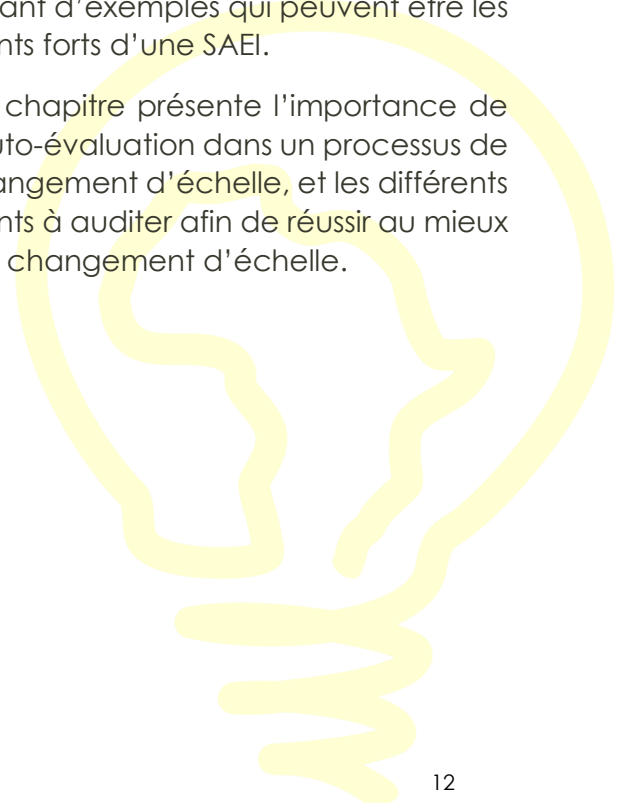 ant d'exemples qui peuvent être les
nts forts d'une SAEI.
chapitre présente l'importance de
uto-évaluation dans un processus de
angement d'échelle, et les différents
nts à auditer afin de réussir au mieux
changement d'échelle.
12